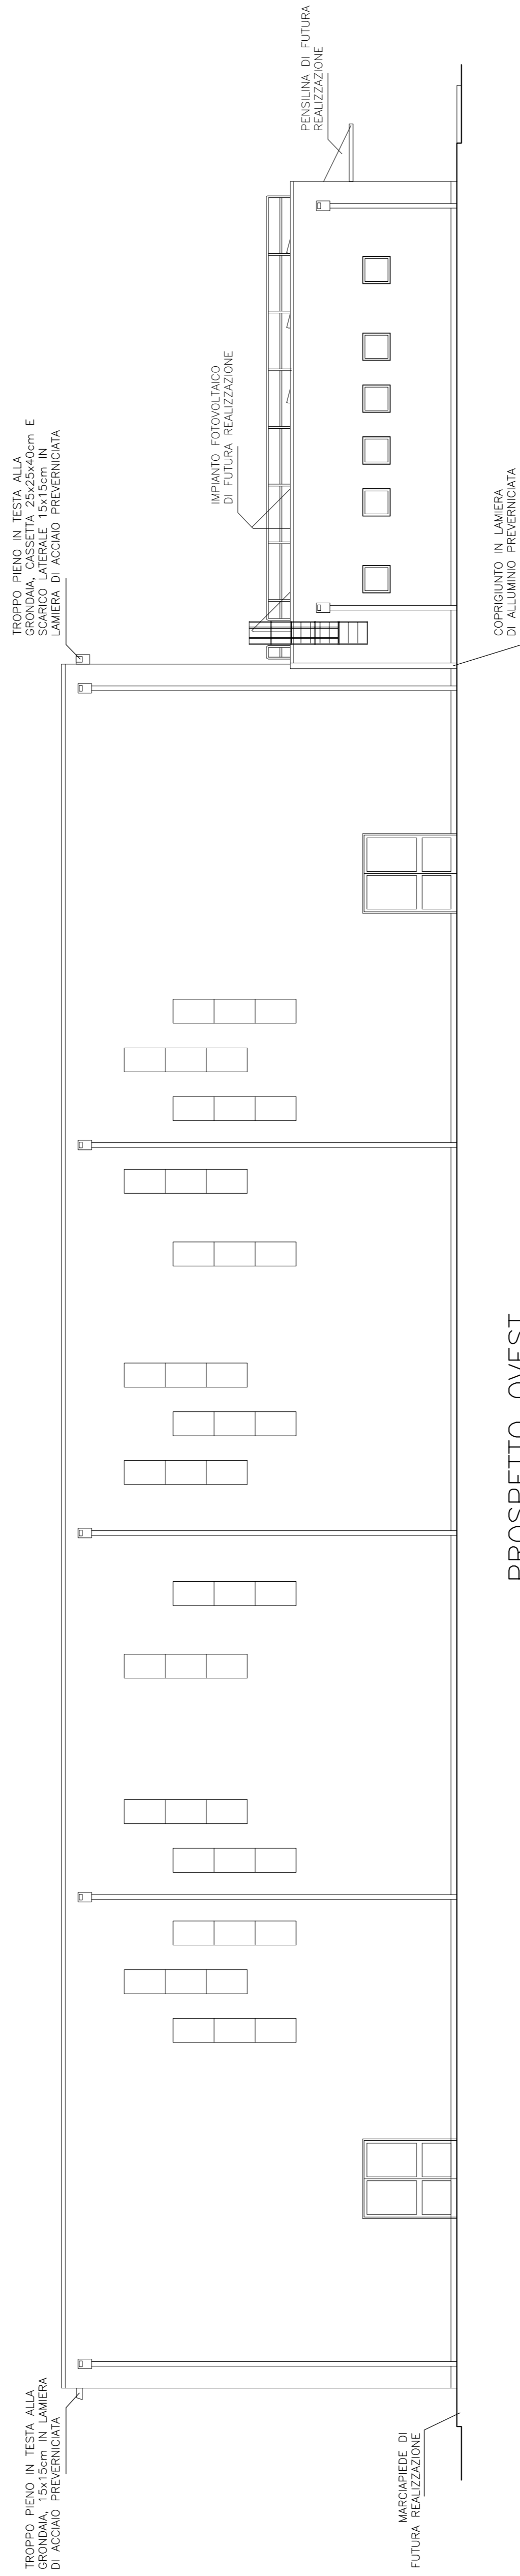 TROPPO PIENO IN TESTA ALLA
GRONDAIA, 15x15cm IN LAMIERA
DI ACCIAIO PREVERNICIATA
MARCIAPIEDE DI
FUTURA REALIZZAZIONE
TROPPO PIENO IN TESTA ALLA
GRONDAIA, CASSETTA 25x25x40cm E
SCARICO LATERALE 15x15cm IN
LAMIERA DI ACCIAIO PREVERNICIATA
IMPIANTO FOTOVOLTAICO
DI FUTURA REALIZZAZIONE
PENSILINA DI FUTURA
REALIZZAZIONE
COPRIGIUNTO IN LAMIERA
DI ALLUMINIO PREVERNICIATA
PROSPETTO OVEST